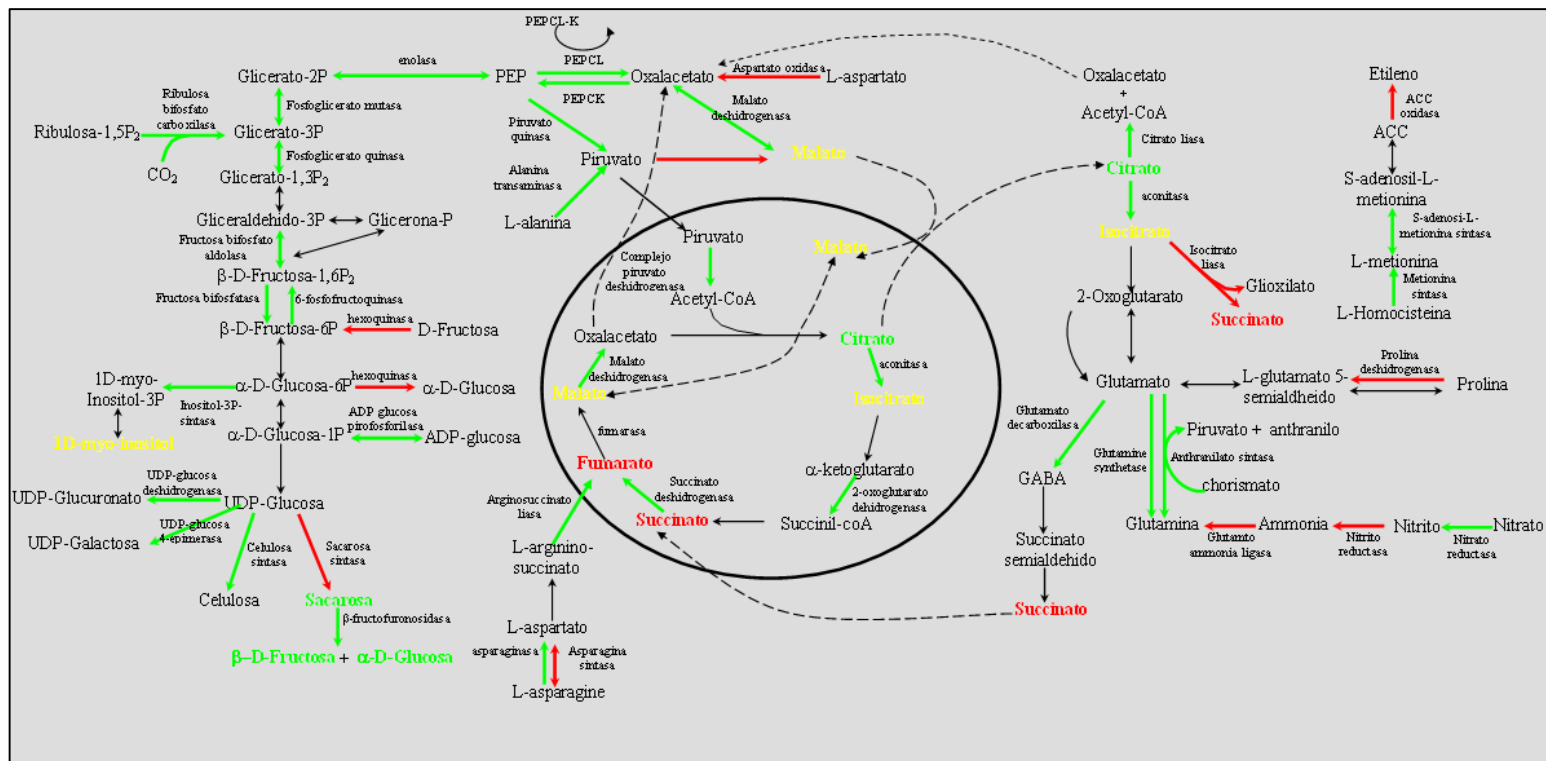 PEPCL-K
enolasa
PEPCL
Glicerato-2P
PEP
Oxalacetato
Aspartato oxidasa
L-aspartato
PEPCK
Oxalacetato
+
Acetyl-CoA
Etileno
ACC
oxidasa
ACC
Ribulosa
bifosfato
carboxilasa
Fosfoglicerato mutasa
Ribulosa-1,5P2
Glicerato-3P
CO2
Fosfoglicerato quinasa
Glicerato-1,3P2
Piruvato
quinasa
Malato
deshidrogenasa
Piruvato
Malato
Alanina
transaminasa
L-alanina
Citrato liasa
Citrato
aconitasa
Isocitrato
S-adenosil-L-
metionina
S-adenosi-L-
metionina sintasa
L-metionina
Metionina
sintasa
L-Homocisteina
Gliceraldehido-3P
Glicerona-P
Fructosa bifosfato
aldolasa
β-D-Fructosa-1,6P2
Fructosa bifosfatasa
6-fosfofructoquinasa
β-D-Fructosa-6P
hexoquinasa
D-Fructosa
Piruvato
Complejo
piruvato
deshidrogenasa
Acetyl-CoA
Malato
Oxalacetato
Citrato
Malato
deshidrogenasa
aconitasa
Malato
Isocitrato
Isocitrato
liasa
Glioxilato
Succinato
2-Oxoglutarato
1D-myo-
Inositol-3P
α-D-Glucosa-6P
hexoquinasa
α-D-Glucosa
Inositol-3P-
sintasa
1D-myo-inositol
α-D-Glucosa-1P
ADP glucosa
pirofosforilasa
ADP-glucosa
fumarasa
Fumarato
α-ketoglutarato
Succinato
deshidrogenasa
2-oxoglutarato
dehidrogenasa
Succinato
Succinil-coA
Glutamato
L-glutamato 5-
semialdheido
Prolina
deshidrogenasa
Prolina
Glutamato
decarboxilasa
GABA
Glutamine
synthetase
Piruvato + anthranilo
Anthranilato sintasa
chorismato
UDP-glucosa
deshidrogenasa
UDP-Glucuronato
UDP-Glucosa
UDP-glucosa
4-epimerasa
UDP-Galactosa
Celulosa
sintasa
Sacarosa
sintasa
Celulosa
Sacarosa
β-fructofuronosidasa
β-D-Fructosa + α-D-Glucosa
Arginosuccinato
liasa
L-arginino-
succinato
L-aspartato
asparaginasa
Asparagina
sintasa
L-asparagine
Succinato
semialdehido
Succinato
Glutamina
Glutamto
ammonia ligasa
Ammonia
Nitrito
reductasa
Nitrito
Nitrato
reductasa
Nitrato